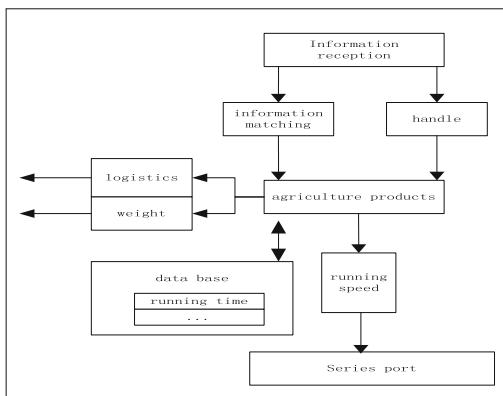 Information
reception
information
matching
handle
logistics
agriculture products
weight
data base
running time
...
running
speed
Series port